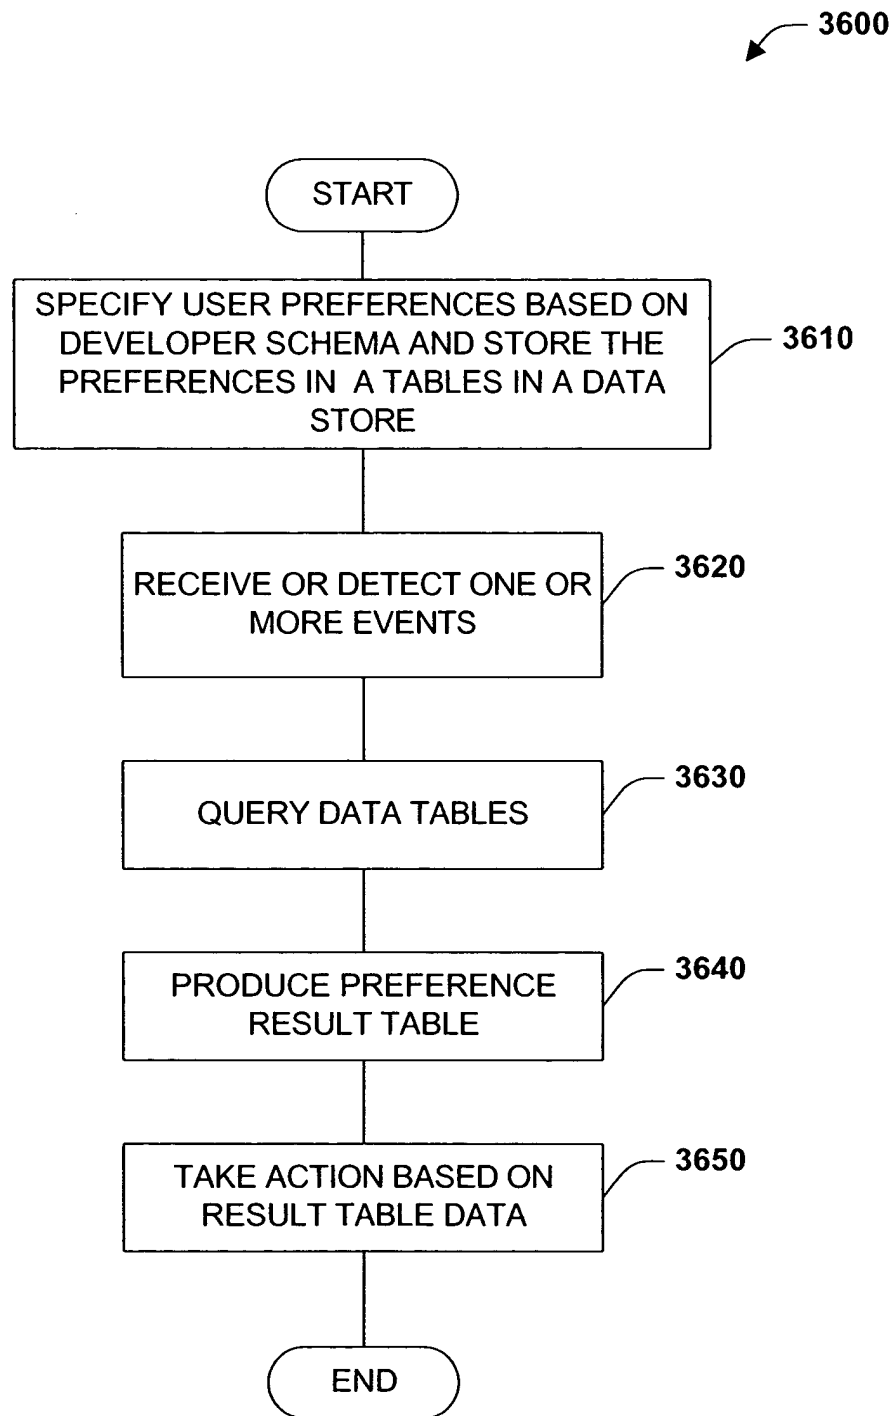 3600
START
SPECIFY USER PREFERENCES BASED ON
DEVELOPER SCHEMA AND STORE THE
PREFERENCES IN A TABLES IN A DATA
STORE
3610
RECEIVE OR DETECT ONE OR
MORE EVENTS
3620
QUERY DATA TABLES
3630
PRODUCE PREFERENCE
RESULT TABLE
3640
TAKE ACTION BASED ON
RESULT TABLE DATA
3650
END